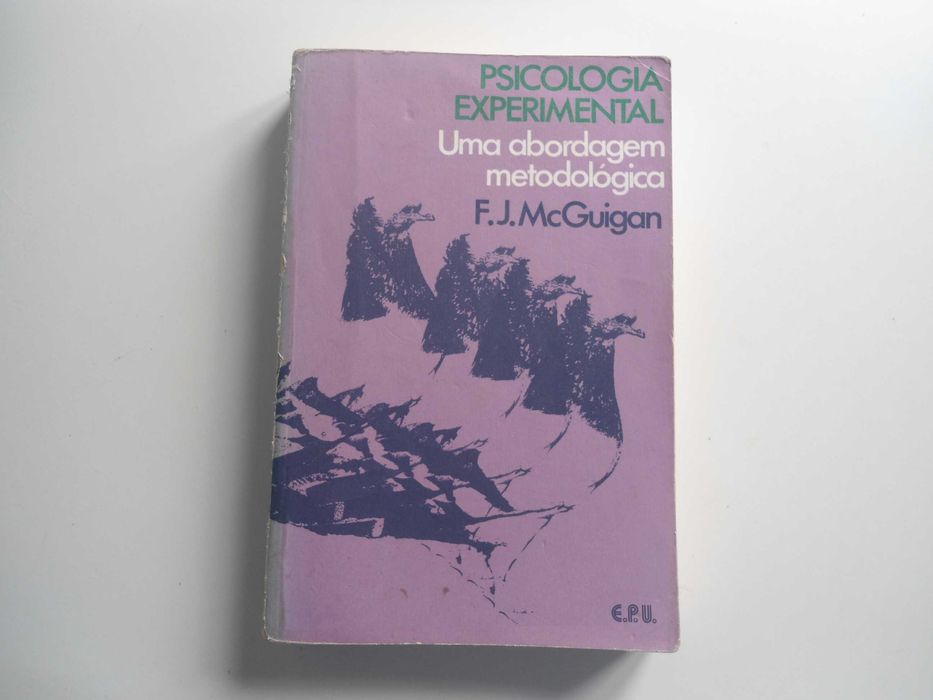 PSICOLOGIA
EXPERIMENTAL
Uma abordagem
metodológica
F.J.McGuigan
E.P.U.